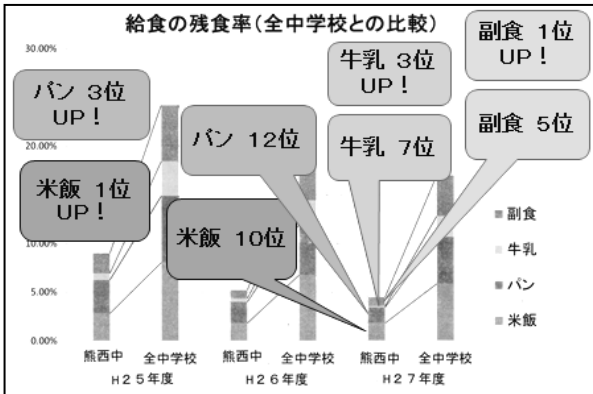 給食の残食率(全中学校との比較)
30.00%
20.00%
10.00%
5.00%
0.00%
パン 3位
UP!
米飯 1位
UP!
パン 12位
米飯 10位
牛乳 3位
UP!
牛乳 7位
副食 1位
UP!
副食 5位
副食
牛乳
パン
米飯
熊西中 全中学校 熊西中 全中学校 熊西中 全中学校
H25年度 H26年度 H27年度